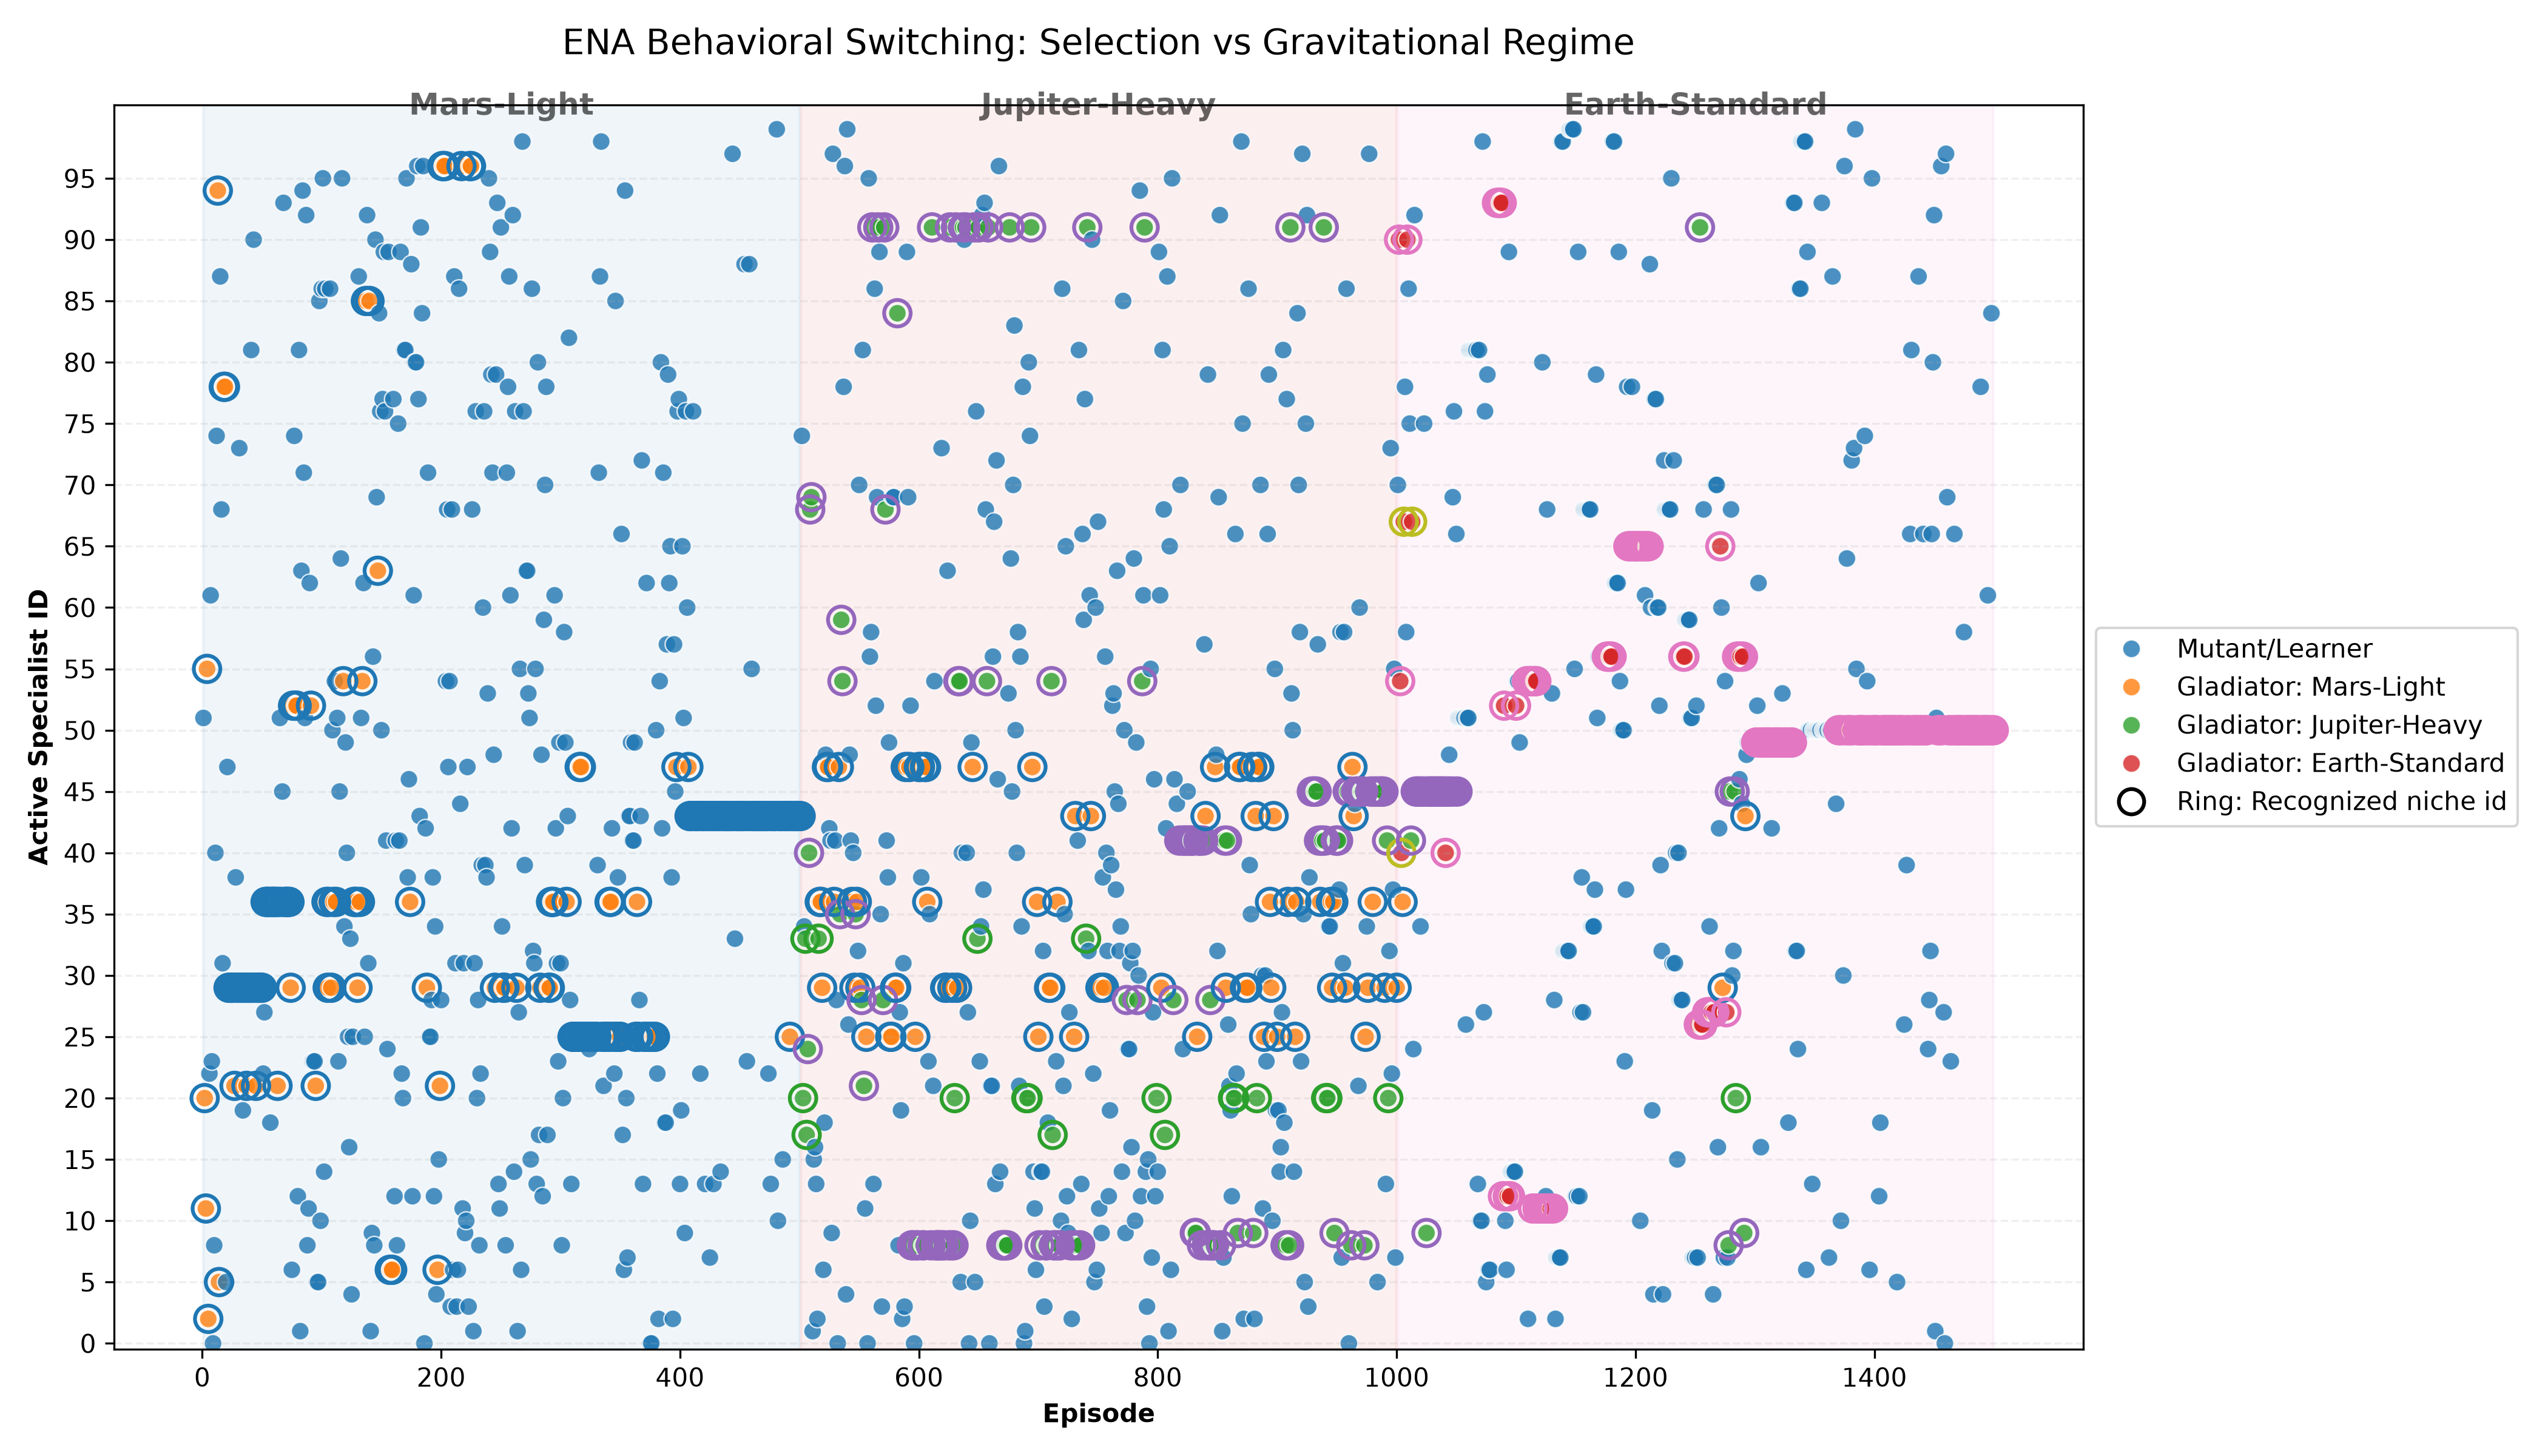 ENA Behavioral Switching: Selection vs Gravitational Regime
Mars-Light
Jupiter-Heavy
Earth-Standard
Active Specialist ID
95
90
85
80
75
70
65
60
55
50
45
40
35
30
25
20
15
10
5
0
0
200
400
600
800
1000
1200
1400
Episode
Mutant/Learner
Gladiator: Mars-Light
Gladiator: Jupiter-Heavy
Gladiator: Earth-Standard
Ring: Recognized niche id